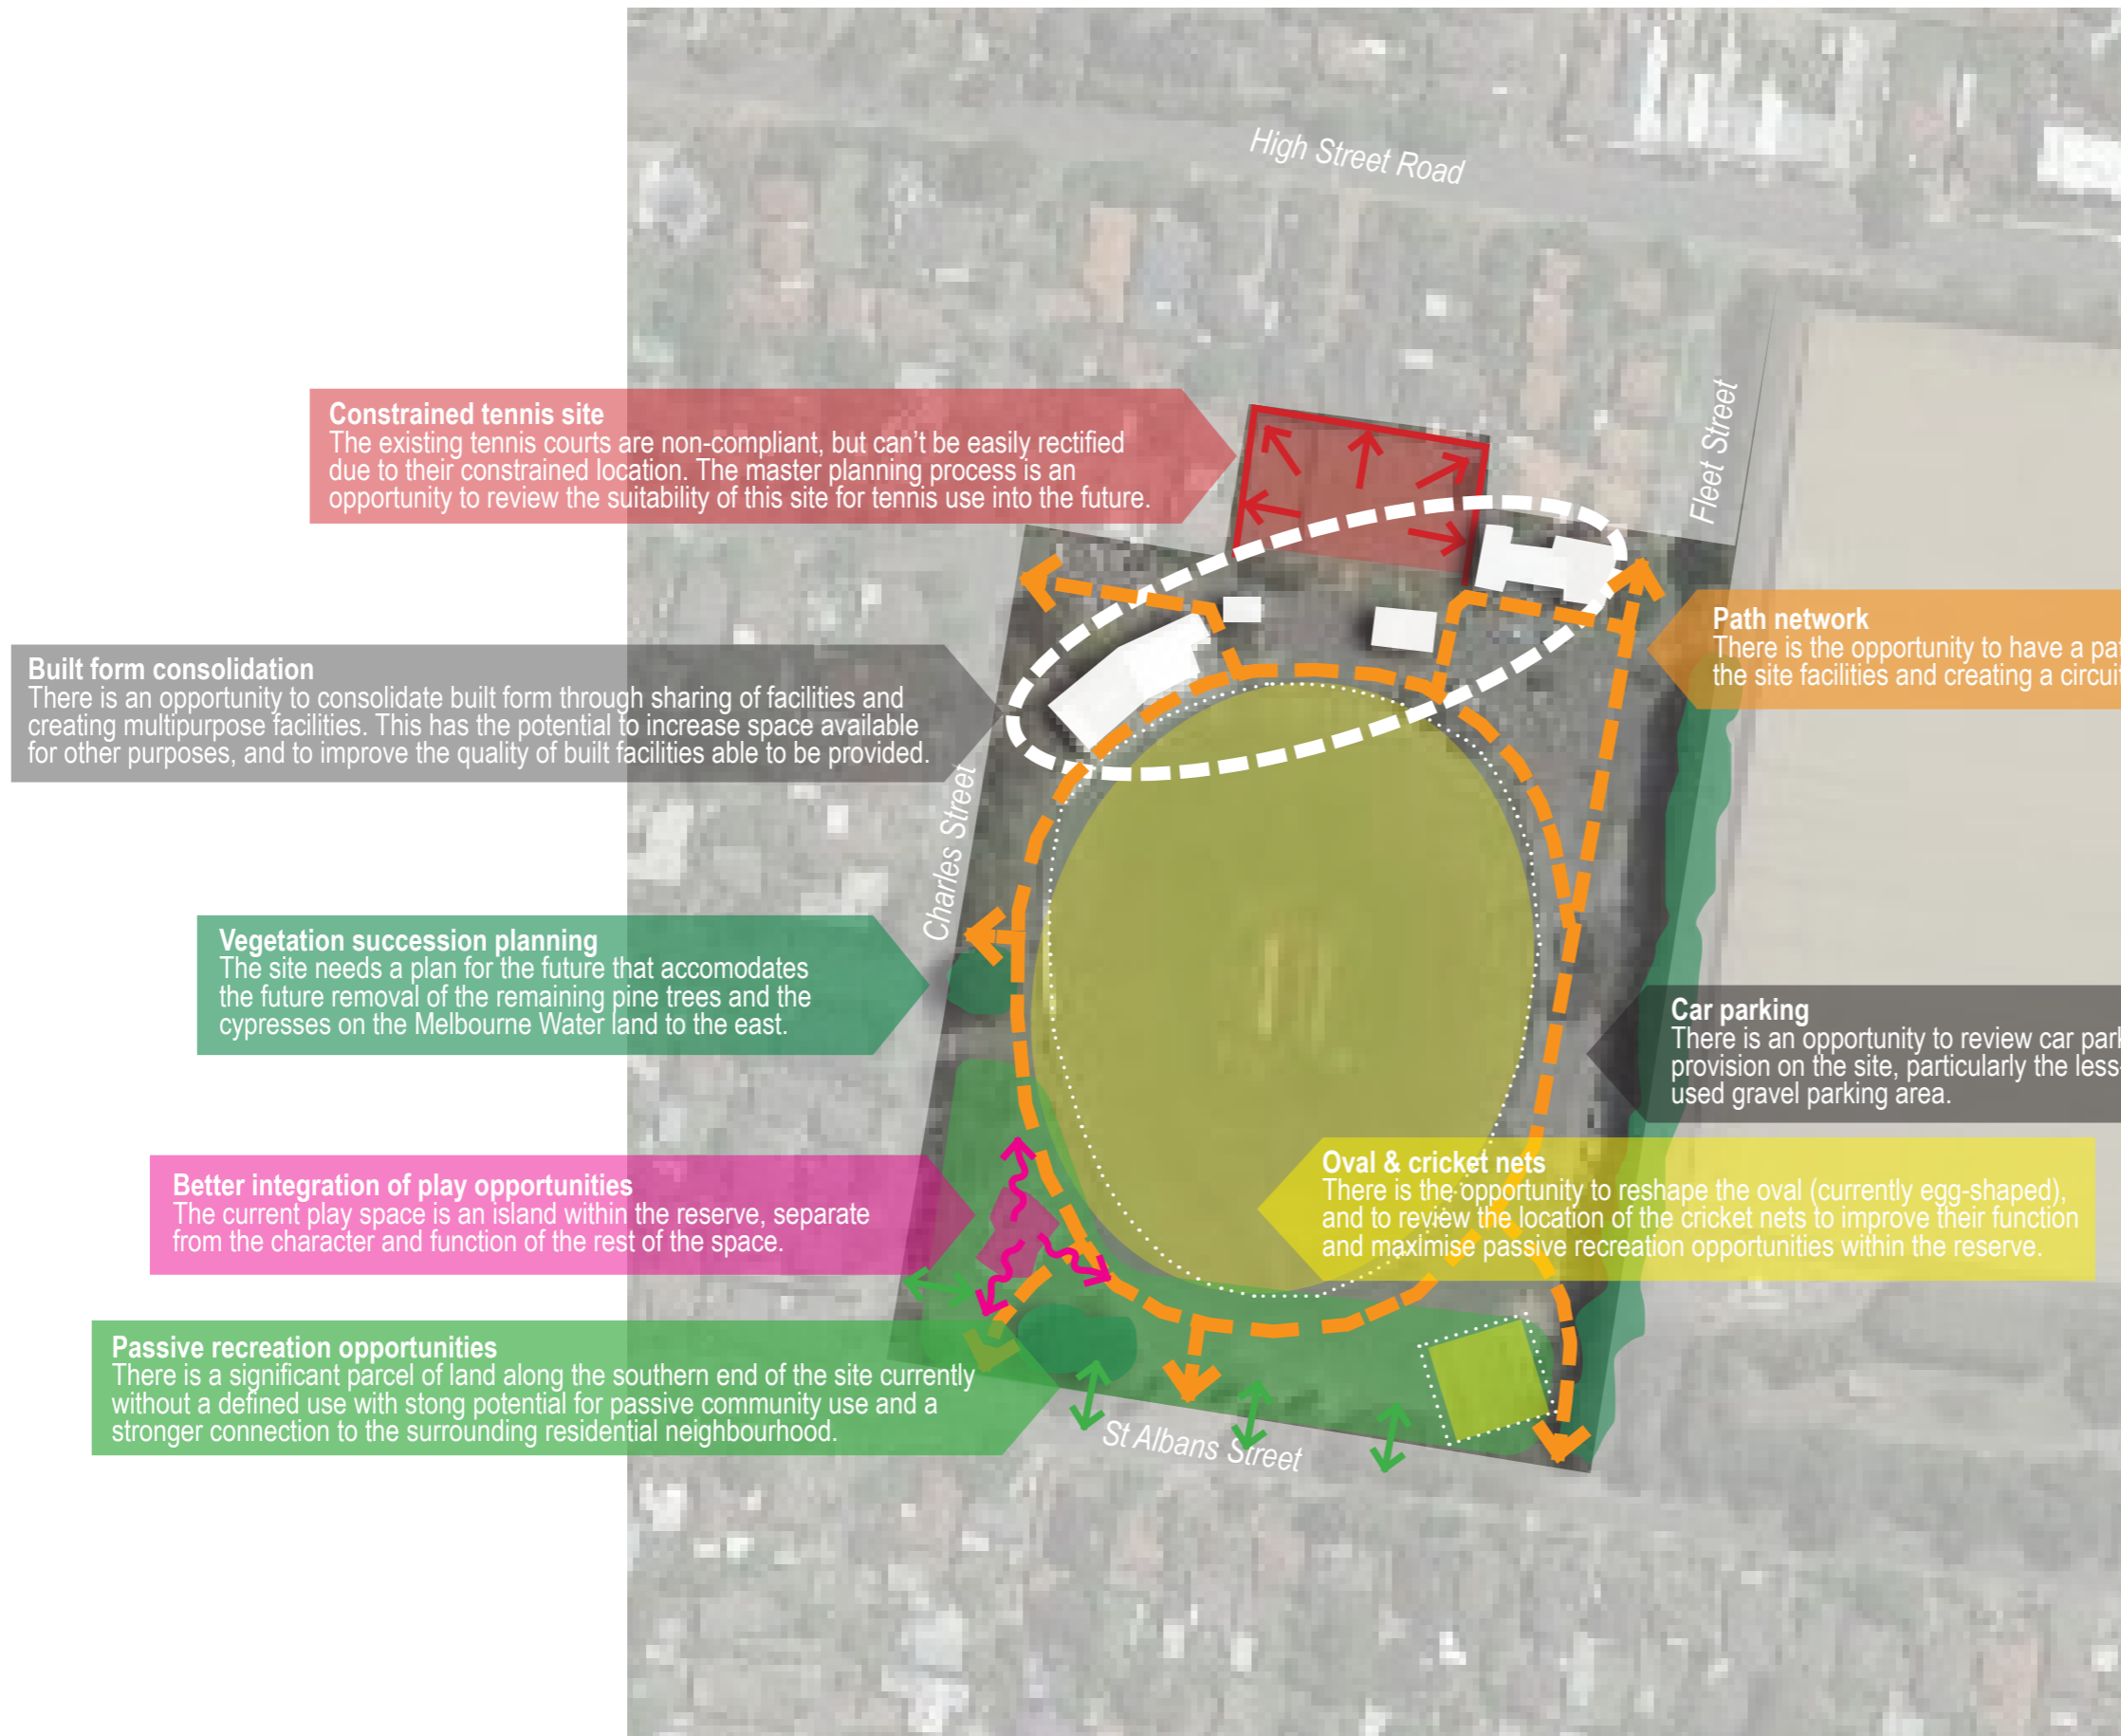 High Street Road
Constrained tennis site
The existing tennis courts are non-compliant, but can't be easily rectified
due to their constrained location. The master planning process is an
opportunity to review the suitability of this site for tennis use into the future.
Fleet Street
Path network
There is the opportunity to have a
the site facilities and creating a
Built form consolidation
There is an opportunity to consolidate built form through sharing of facilities and
creating multipurpose facilities. This has the potential to increase space available
for other purposes, and to improve the quality of built facilities able to be provided.
Charles Street
Vegetation succession planning
The site needs a plan for the future that accomodates
the future removal of the remaining pine trees and the
cypresses on the Melbourne Water land to the east.
Car parking
There is an opportunity to review car
provision on the site, particularly the less-
used gravel parking area.
Better integration of play opportunities
The current play space is an island within the reserve, separate
from the character and function of the rest of the space.
Oval & cricket nets
There is the opportunity to reshape the oval (currently egg-shaped),
and to review the location of the cricket nets to improve their function
and maximise passive recreation opportunities within the reserve.
Passive recreation opportunities
There is a significant parcel of land along the southern end of the site currently
without a defined use with stong potential for passive community use and a
stronger connection to the surrounding residential neighbourhood.
St Albans Street